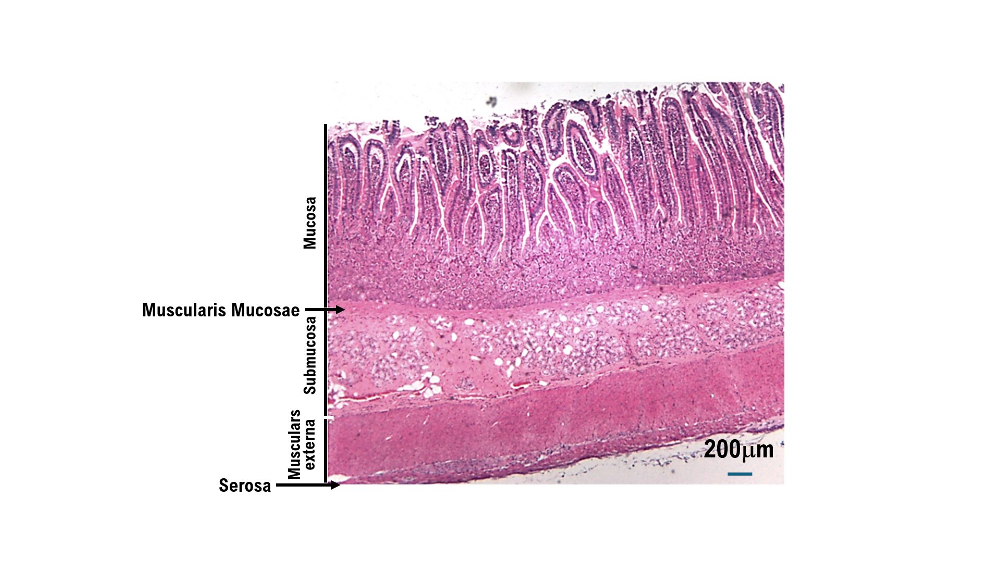 Mucosa
Muscularis Mucosae
Submucosa
Musculars
externa
200μm
Serosa